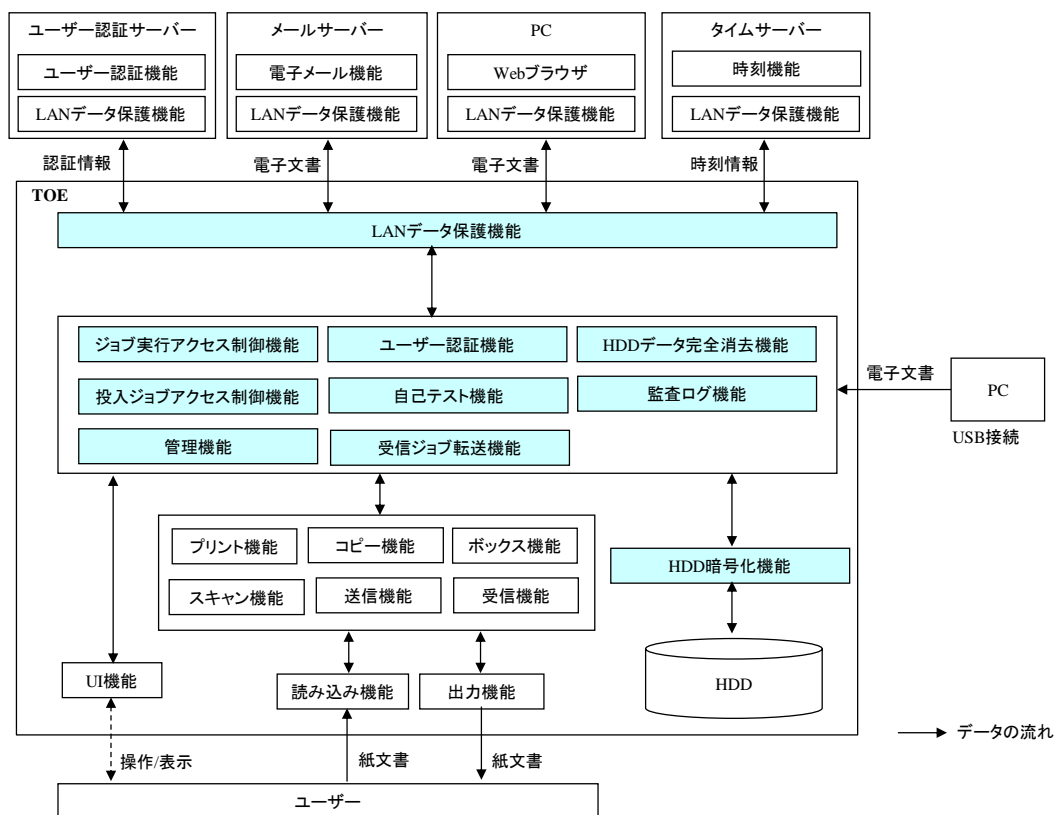 ユーザー認証サーバー
ユーザー認証機能
LANデータ保護機能
メールサーバー
電子メール機能
LANデータ保護機能
PC
Webブラウザ
LANデータ保護機能
タイムサーバー
時刻機能
LANデータ保護機能
認証情報
電子文書
電子文書
時刻情報
TOE
LANデータ保護機能
ジョブ実行アクセス制御機能
ユーザー認証機能
HDDデータ完全消去機能
投入ジョブアクセス制御機能
自己テスト機能
監査ログ機能
管理機能
受信ジョブ転送機能
電子文書
PC
USB接続
プリント機能
コピー機能
ボックス機能
スキャン機能
送信機能
受信機能
HDD暗号化機能
UI機能
読み込み機能
出力機能
HDD
データの流れ
操作/表示
紙文書
紙文書
ユーザー